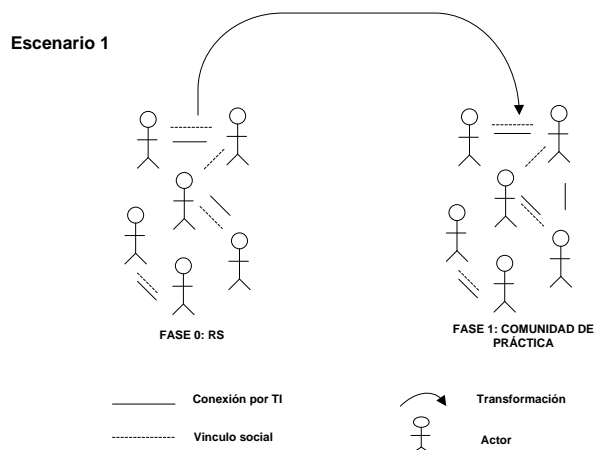 Escenario 1
FASE 0: RS
FASE 1: COMUNIDAD DE
PRÁCTICA
Conexión por TI
Transformación
Vinculo social
Actor